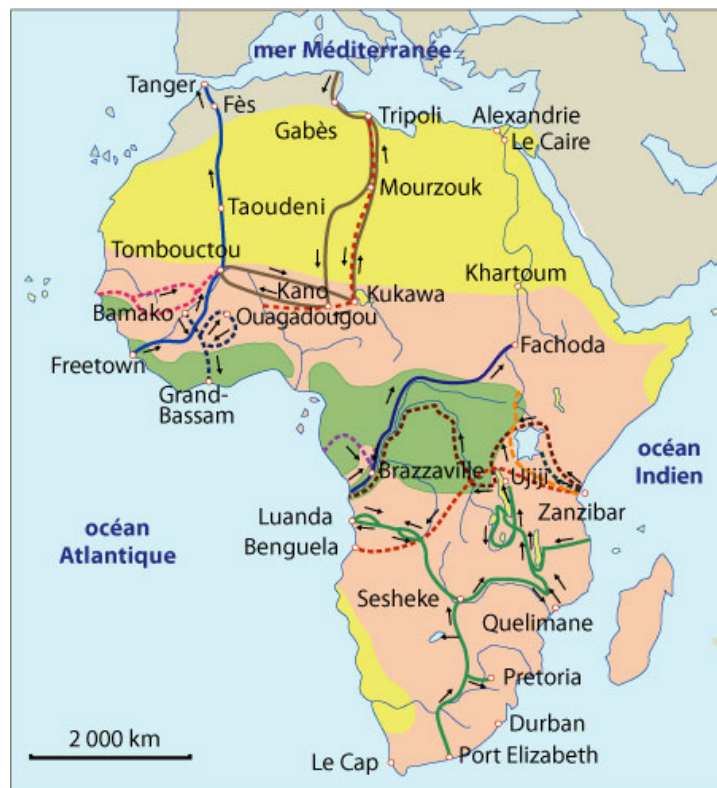 mer Méditerranée
Tanger
Fès
Gabès
Tripoli
Alexandrie
Le Caire
Mourzouk
Taoudeni
Tombouctou
Khartoum
Kano
Kukawa
Bamako
Ouagadougou
Freetown
Fachoda
Grand-
Bassam
océan
Indien
Brazzaville
Ujiji
Zanzibar
Luanda
océan
Atlantique
Benguela
Sesheke
Quelimane
Pretoria
2 000 km
Durban
Le Cap
Port Elizabeth